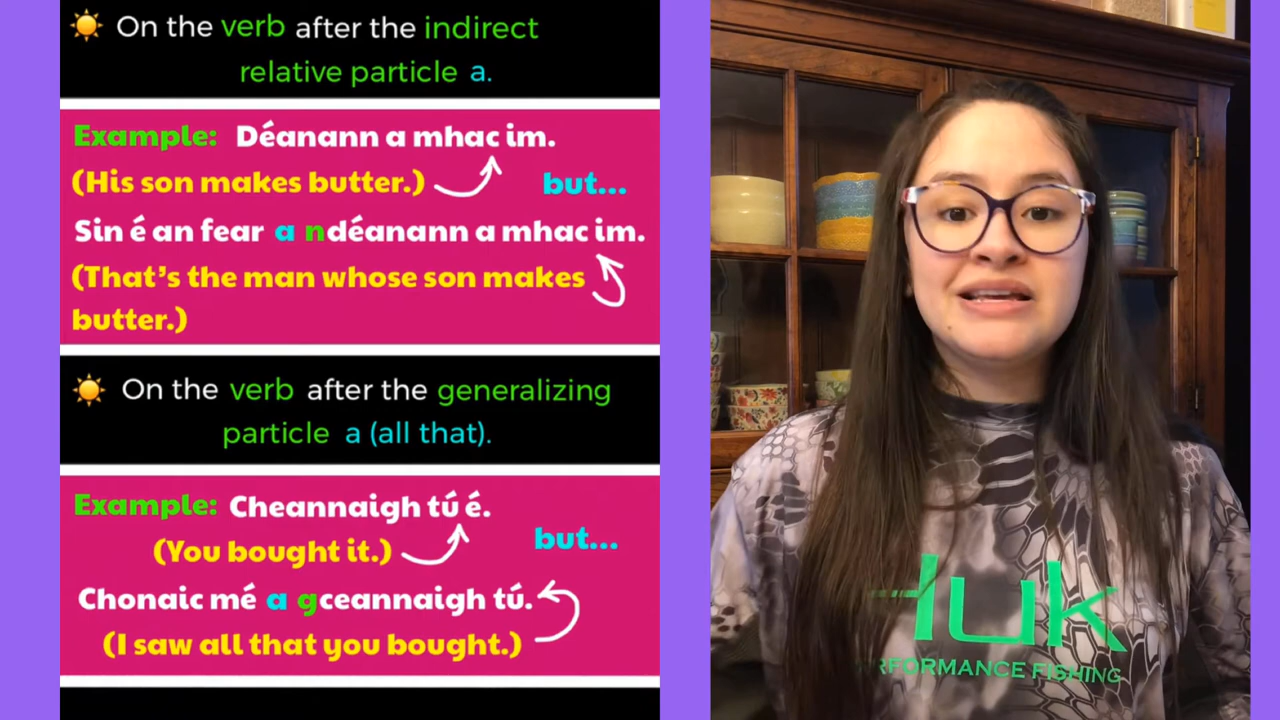 On the verb after the indirect
relative particle a.
Example: Déanann a mhac im.
(His son makes butter.)
but...
Sin é an fear a ndéanann a mhac im.
(That's the man whose son makes
butter.)
On the verb after the generalizing
particle a (all that).
Example: Cheannaigh tú é.
(You bought it.)
but...
Chonaic mé a gceannaigh tú.
(I saw all that you bought.)
Huk
PERFORMANCE FISHING